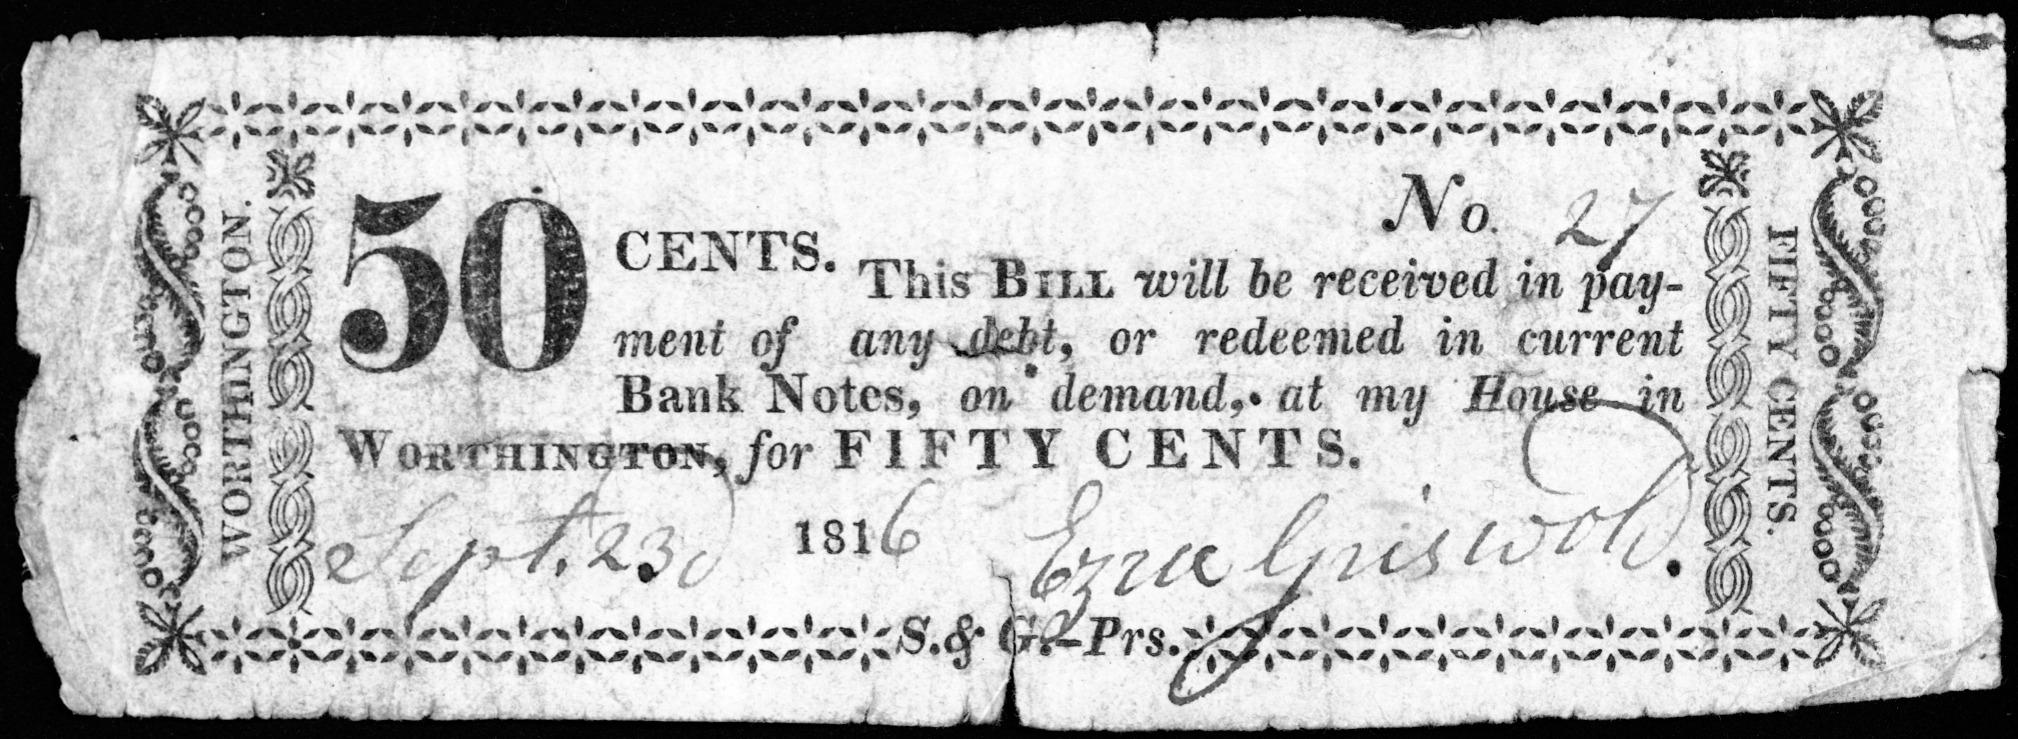 No. 27
50 CENTS. This BILL will be received in pay-
ment of any debt, or redeemed in current
Bank Notes, on demand, at my House in
WORTHINGTON, for FIFTY CENTS.
Sept. 23d 1816 Ezra Griswold.
S. & G.—Prs.
WORTHINGTON.
FIFTY CENTS.